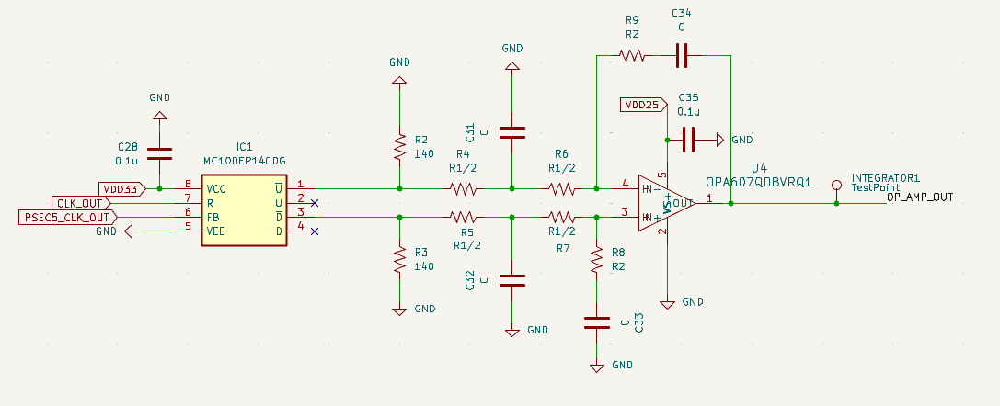 R9
R2
C34
C
GND
GND
VDD25
C35
0.1u
GND
GND
C28
0.1u
IC1
MC100EP140DG
R2
140
C31
C
R4
R1/2
R6
R1/2
U4
OPA607QDBVRQ1
VDD33
8
VCC
U
1
CLK_OUT
7
R
U
2
PSEC5_CLK_OUT
6
FB
D
3
GND
5
VEE
D
4
4
IN-
5
VS+
OUT
1
3
IN+
2
INTEGRATOR1
TestPoint
OP_AMP_OUT
R5
R1/2
R1/2
R7
R3
140
C32
C
R8
R2
GND
GND
GND
C
C33
GND